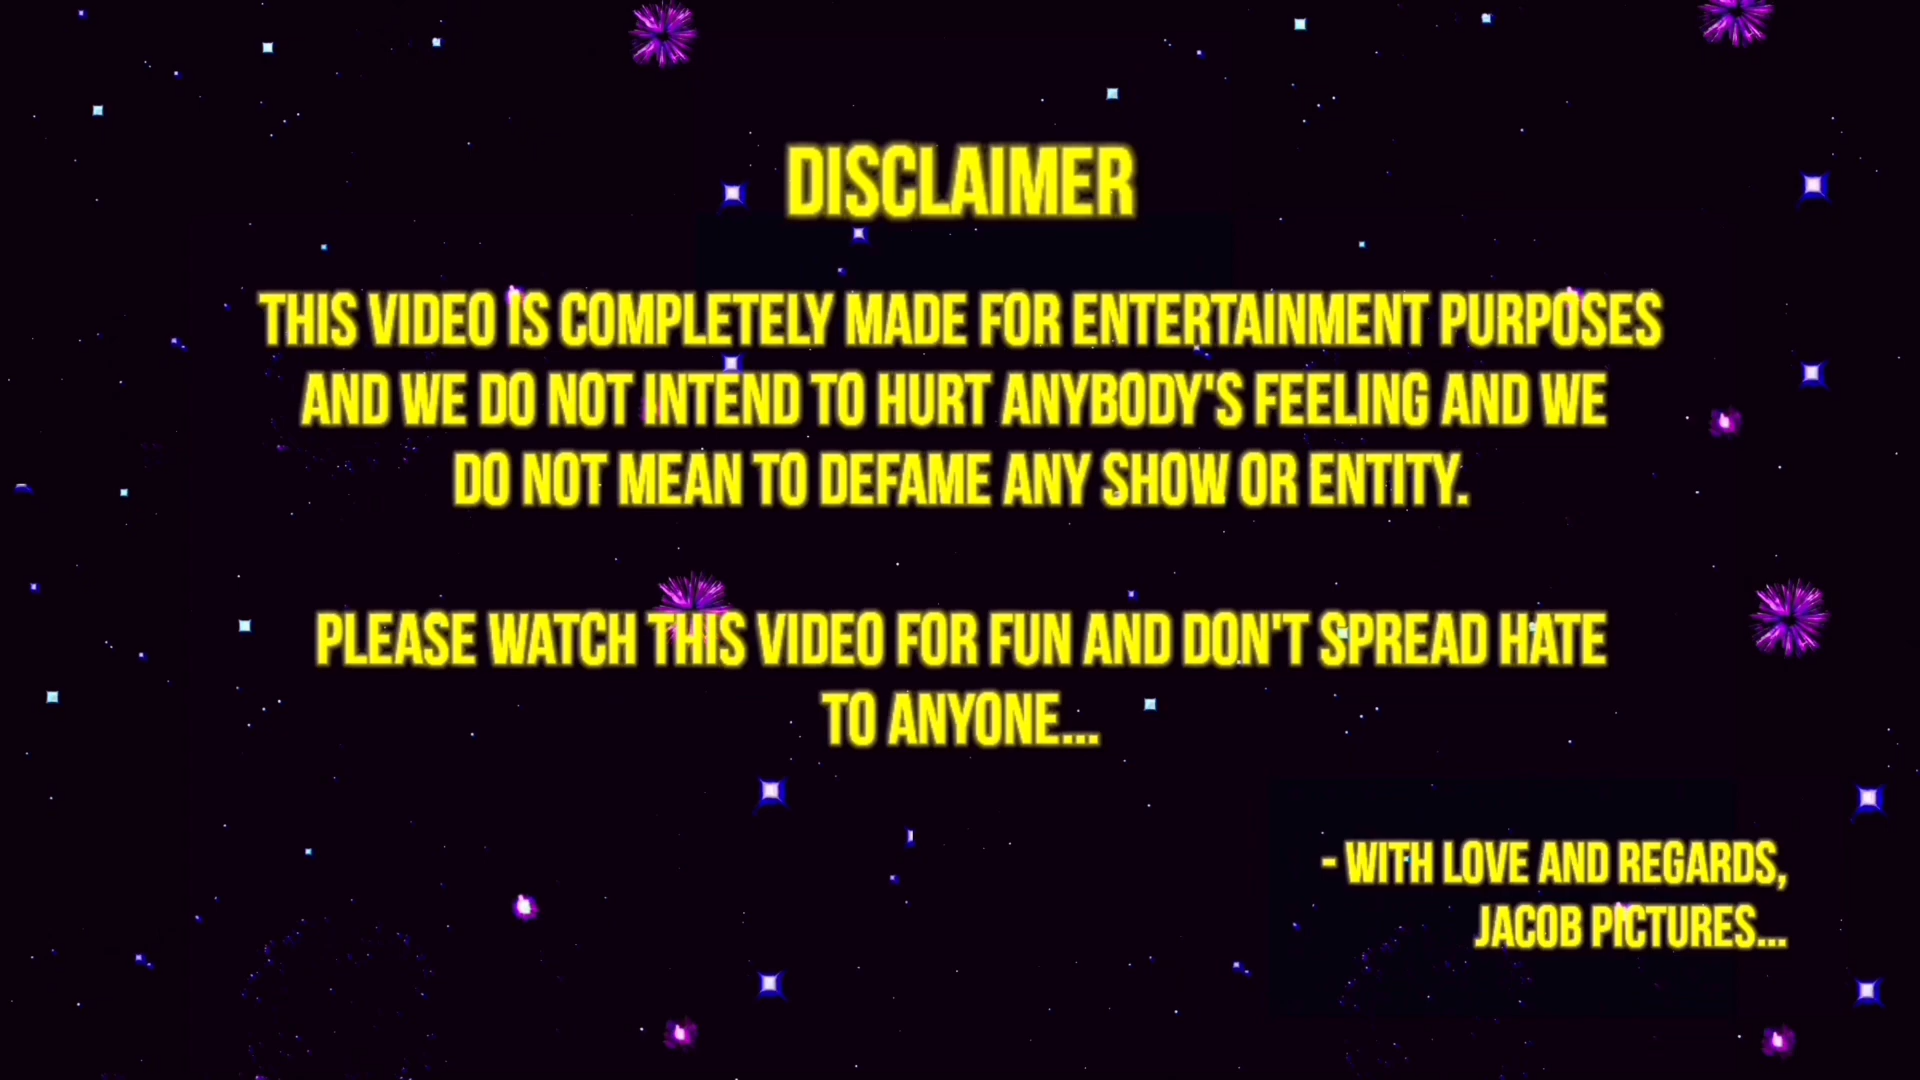 DISCLAIMER
THIS VIDEO IS COMPLETELY MADE FOR ENTERTAINMENT PURPOSES
AND WE DO NOT INTEND TO HURT ANYBODY'S FEELING AND WE
DO NOT MEAN TO DEFAME ANY SHOW OR ENTITY.
PLEASE WATCH THIS VIDEO FOR FUN AND DON'T SPREAD HATE
TO ANYONE...
- WITH LOVE AND REGARDS,
JACOB PICTURES...